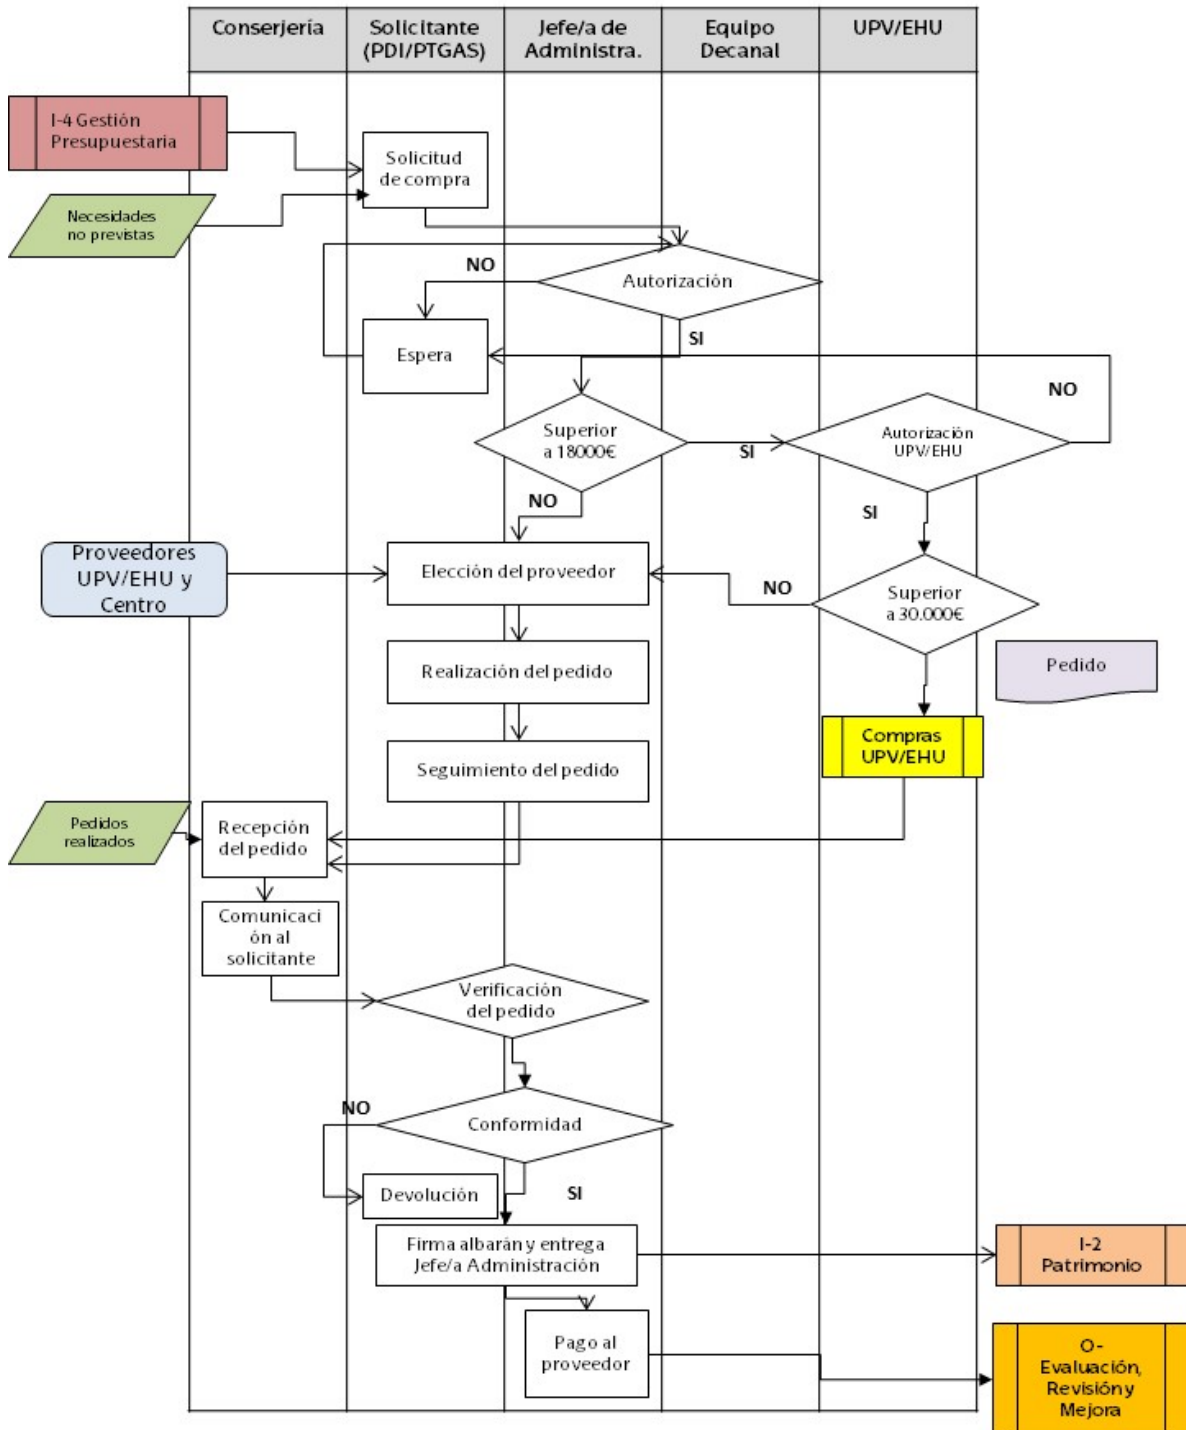 Conserjería
Solicitante
(PDI/PTGAS)
Jefe/a de
Administra.
Equipo
Decanal
UPV/EHU
I-4 Gestión
Presupuestaria
Solicitud
de compra
Necesidades
no previstas
NO
Autorización
SI
Espera
NO
Superior
a 18000€
SI
Autorización
UPV/EHU
NO
SI
Proveedores
UPV/EHU y
Centro
Elección del proveedor
NO
Superior
a 30.000€
Realización del pedido
Pedido
Compras
UPV/EHU
Seguimiento del pedido
Pedidos
realizados
Recepción
del pedido
Comunicaci
ón al
solicitante
Verificación
del pedido
NO
Conformidad
Devolución
SI
Firma albarán y entrega
Jefe/a Administración
I-2
Patrimonio
Pago al
proveedor
O-
Evaluación,
Revisión y
Mejora